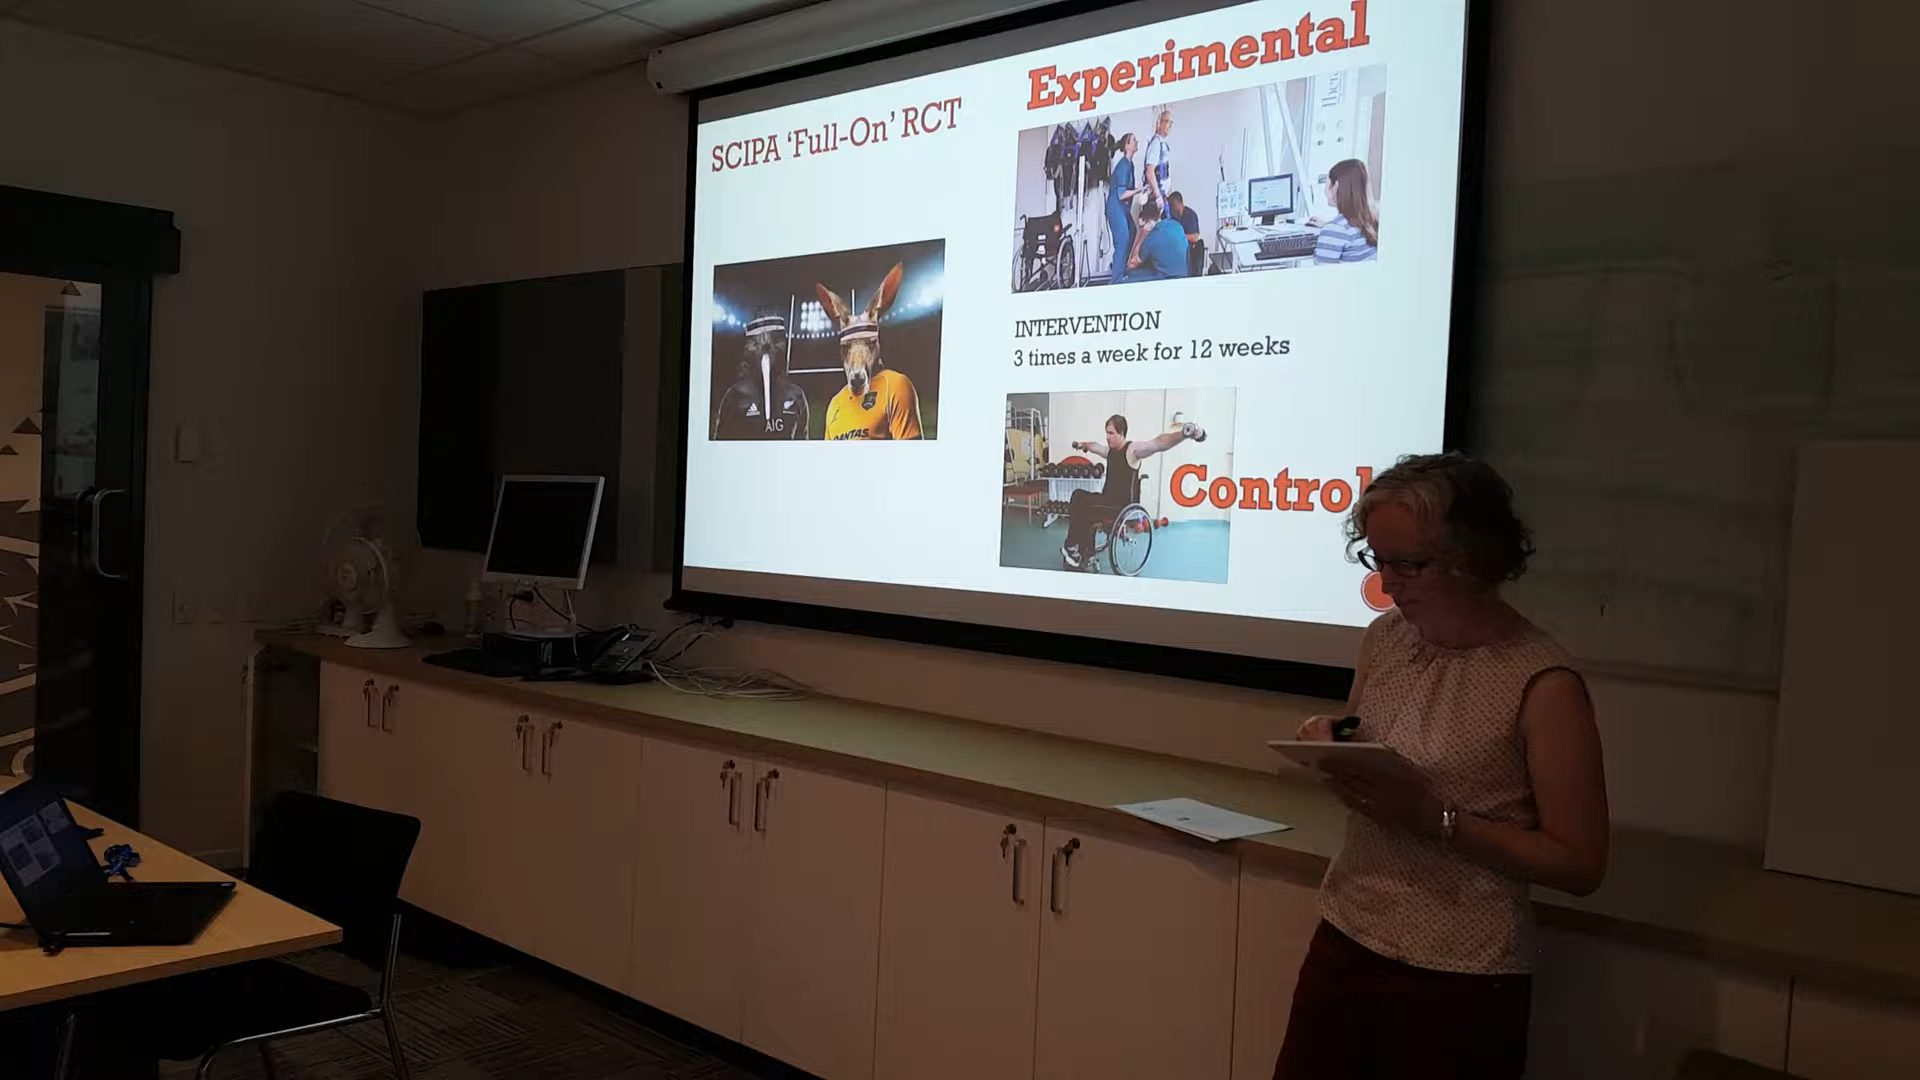 SCIPA ‘Full-On’ RCT
Experimental
INTERVENTION
3 times a week for 12 weeks
Control
AIG
QANTAS